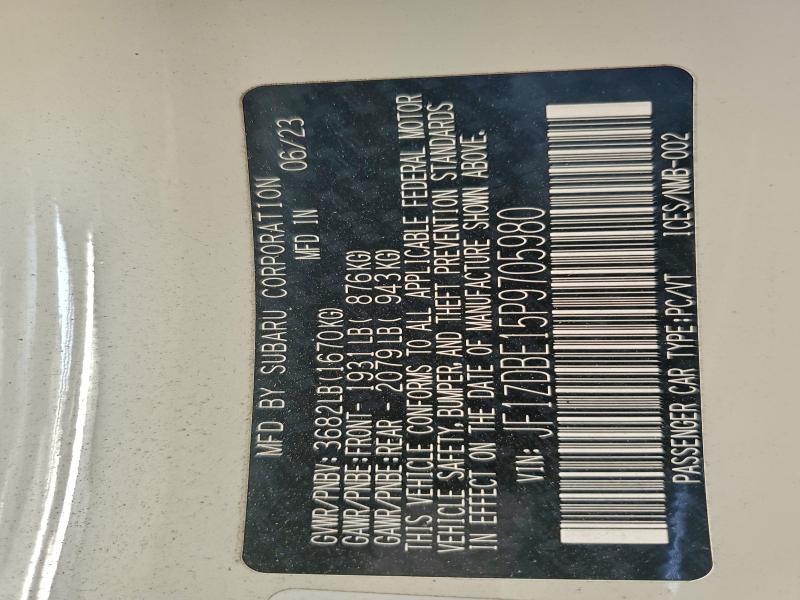 MFD BY SUBARU CORPORATION
MFD IN 06/23
GVWR/PNBV: 3682LB(1670KG)
GAWR/PNBE:FRONT- 1931LB( 876KG)
GAWR/PNBE:REAR - 2079LB( 943KG)
THIS VEHICLE CONFORMS TO ALL APPLICABLE FEDERAL MOTOR
VEHICLE SAFETY, BUMPER, AND THEFT PREVENTION STANDARDS
IN EFFECT ON THE DATE OF MANUFACTURE SHOWN ABOVE.
VIN: JF1ZDBE15P9705980
PASSENGER CAR TYPE:PC/VT ICES/NMB-002